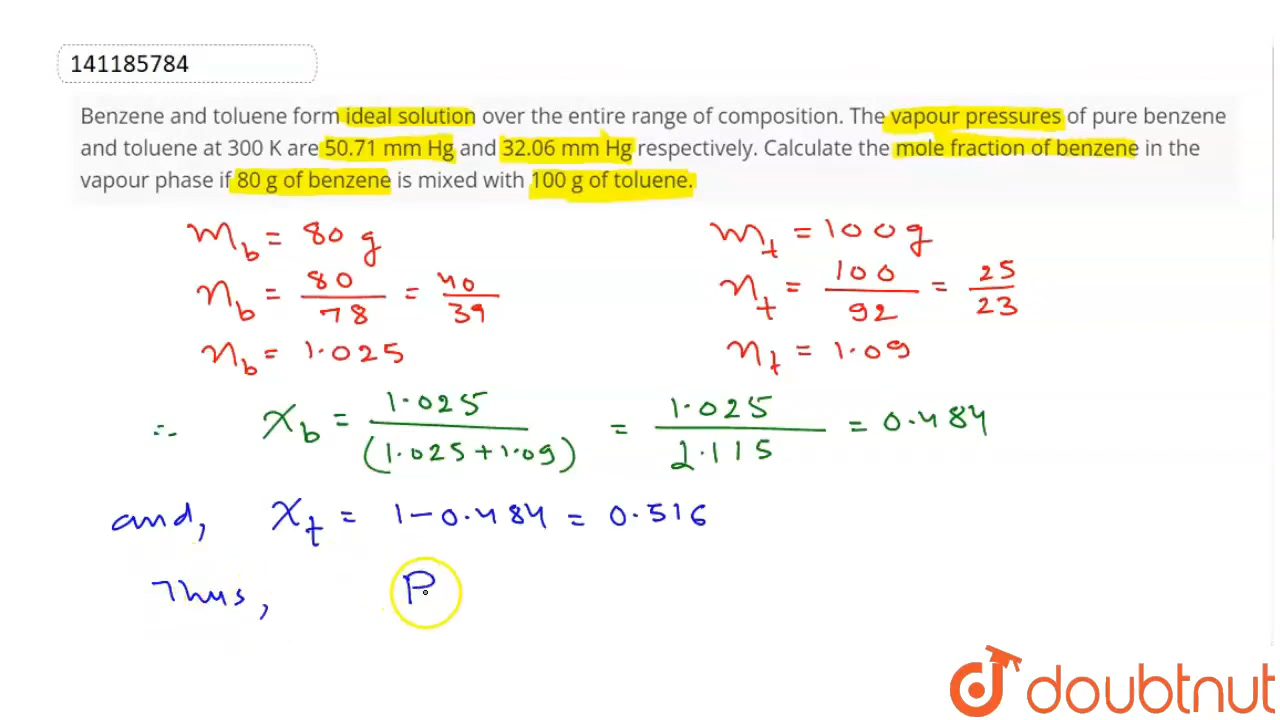 141185784
Benzene and toluene form ideal solution over the entire range of composition. The vapour pressures of pure benzene
and toluene at 300 K are 50.71 mm Hg and 32.06 mm Hg respectively. Calculate the mole fraction of benzene in the
vapour phase if 80 g of benzene is mixed with 100 g of toluene.
m_b = 80 g
m_t = 100 g
n_b = 80/78 = 40/39
n_t = 100/92 = 25/23
n_b = 1.025
n_t = 1.09
∴ x_b = 1.025/(1.025+1.09) = 1.025/2.115 = 0.484
and, x_t = 1-0.484 = 0.516
Thus, P
doubtnut